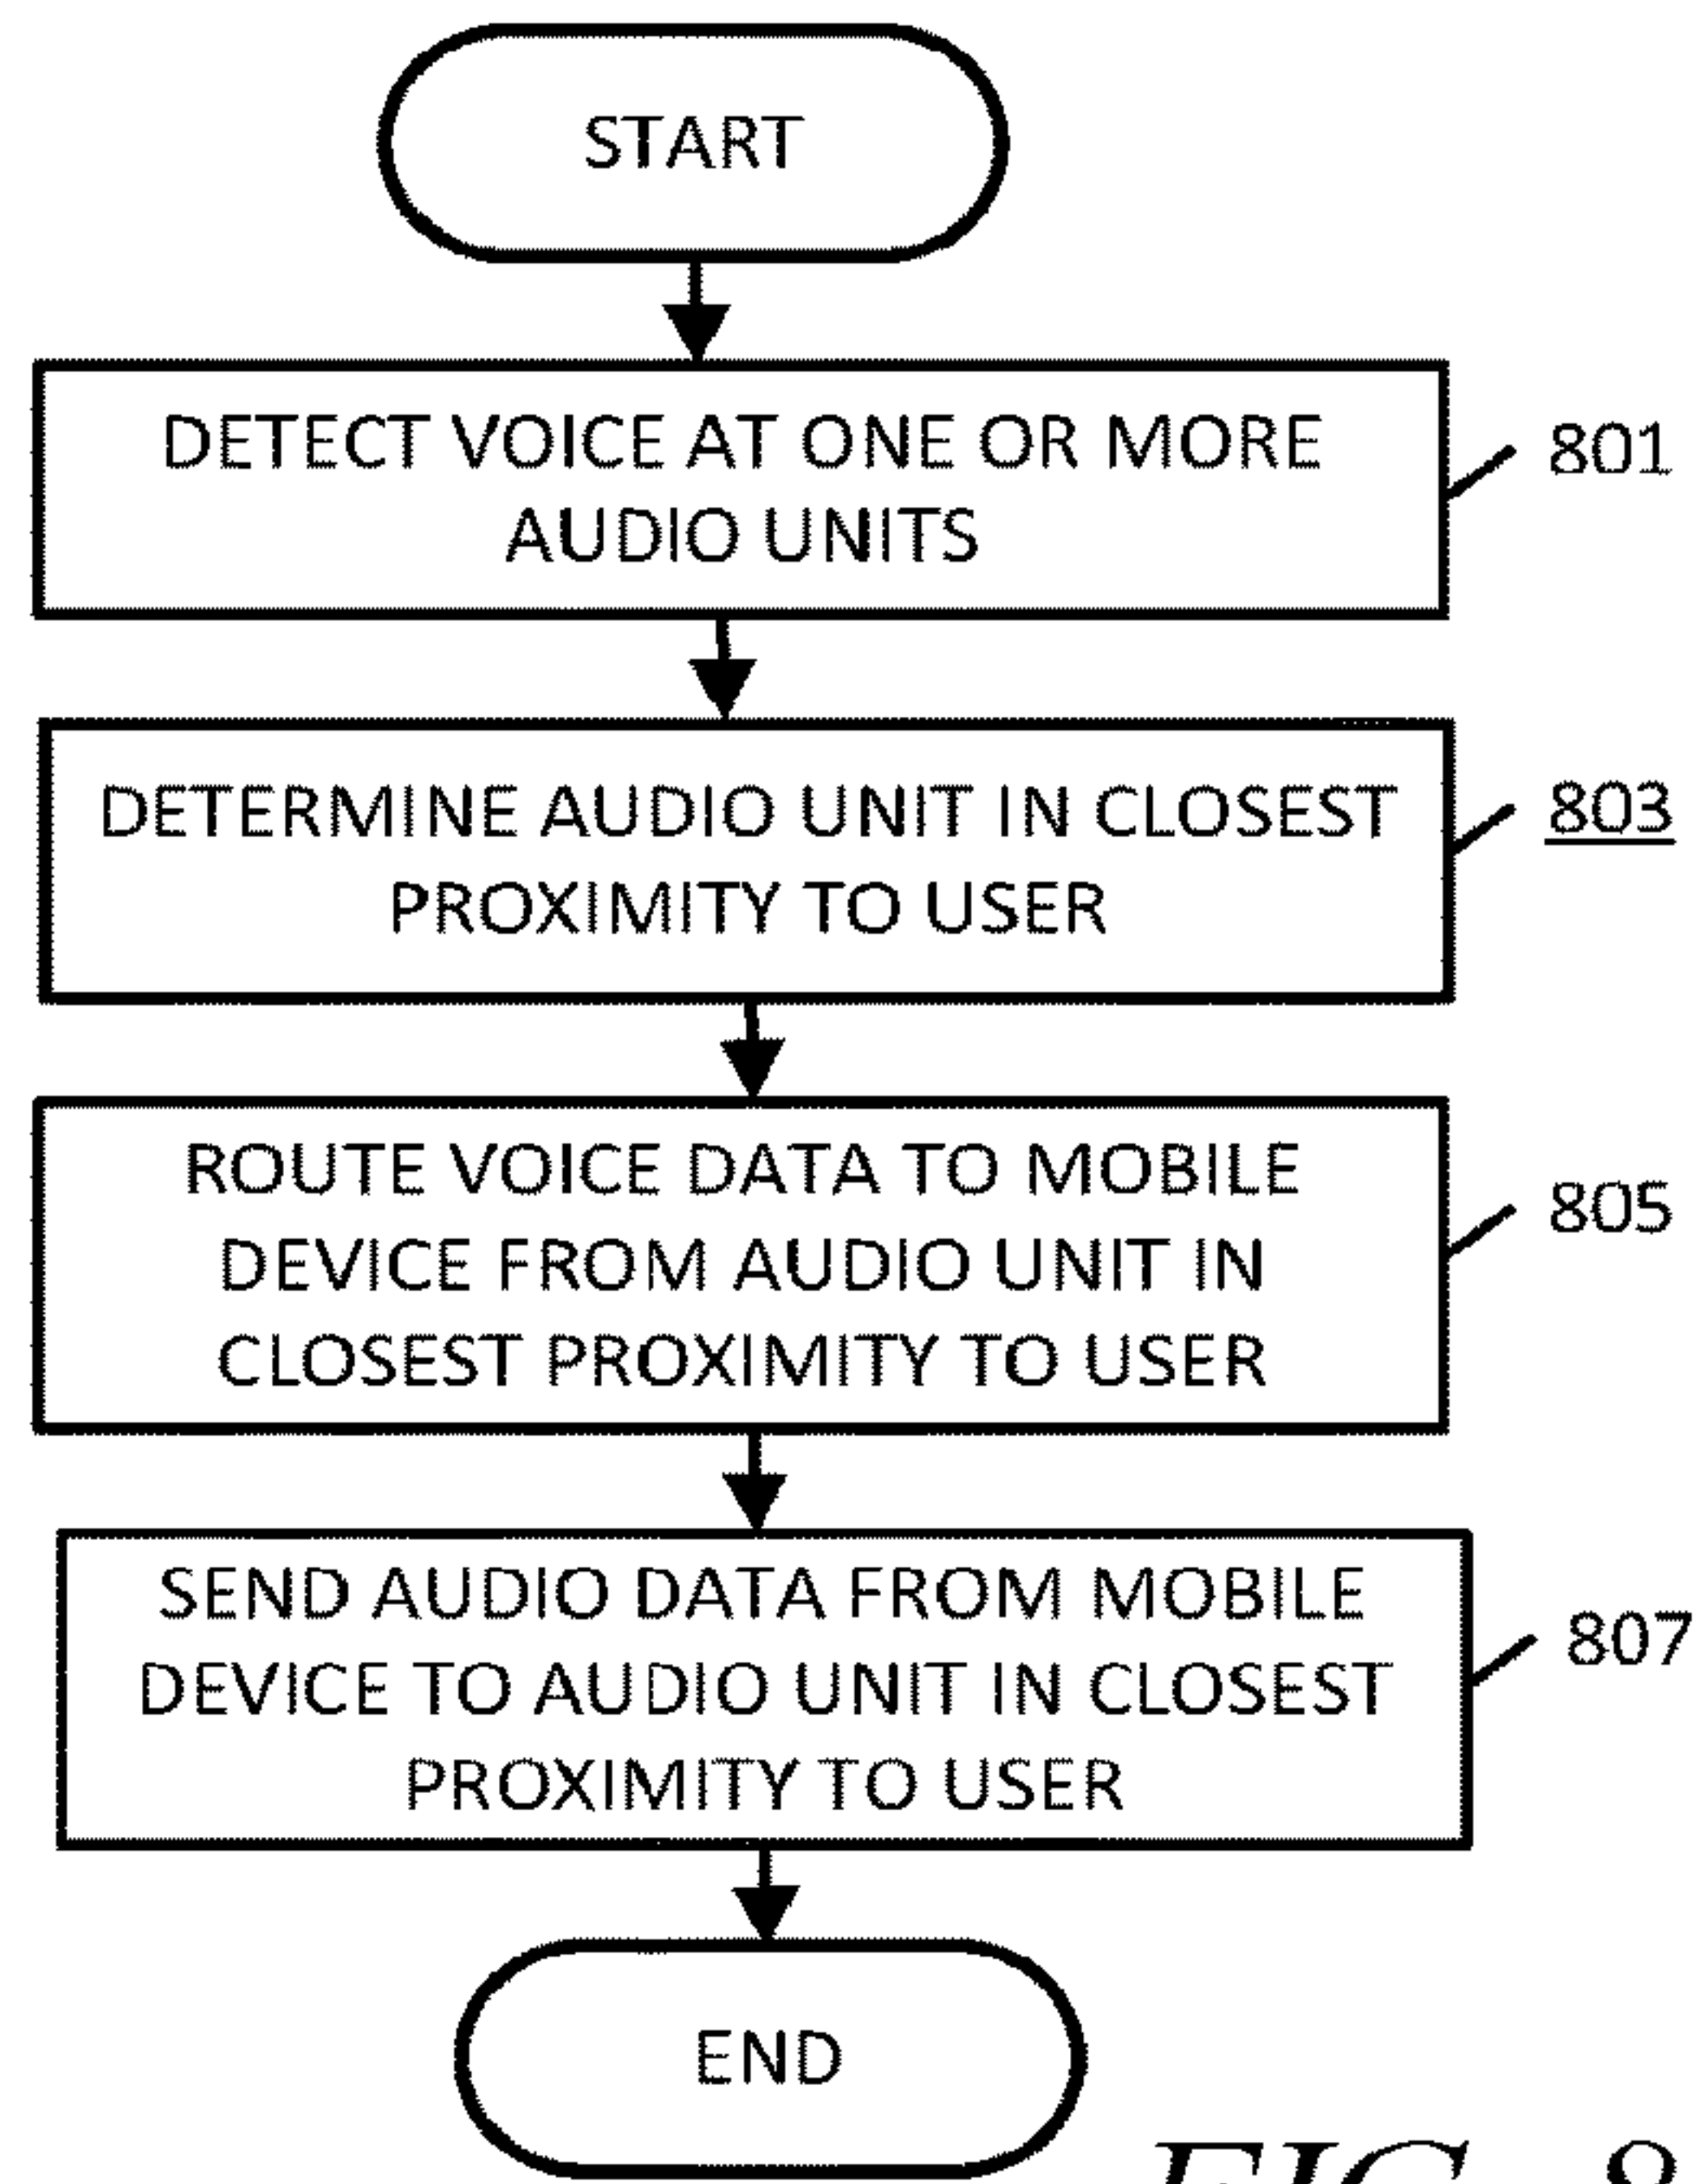 START
DETECT VOICE AT ONE OR MORE
AUDIO UNITS
801
DETERMINE AUDIO UNIT IN CLOSEST
PROXIMITY TO USER
803
ROUTE VOICE DATA TO MOBILE
DEVICE FROM AUDIO UNIT IN
CLOSEST PROXIMITY TO USER
805
SEND AUDIO DATA FROM MOBILE
DEVICE TO AUDIO UNIT IN CLOSEST
PROXIMITY TO USER
807
END
FIG. 8